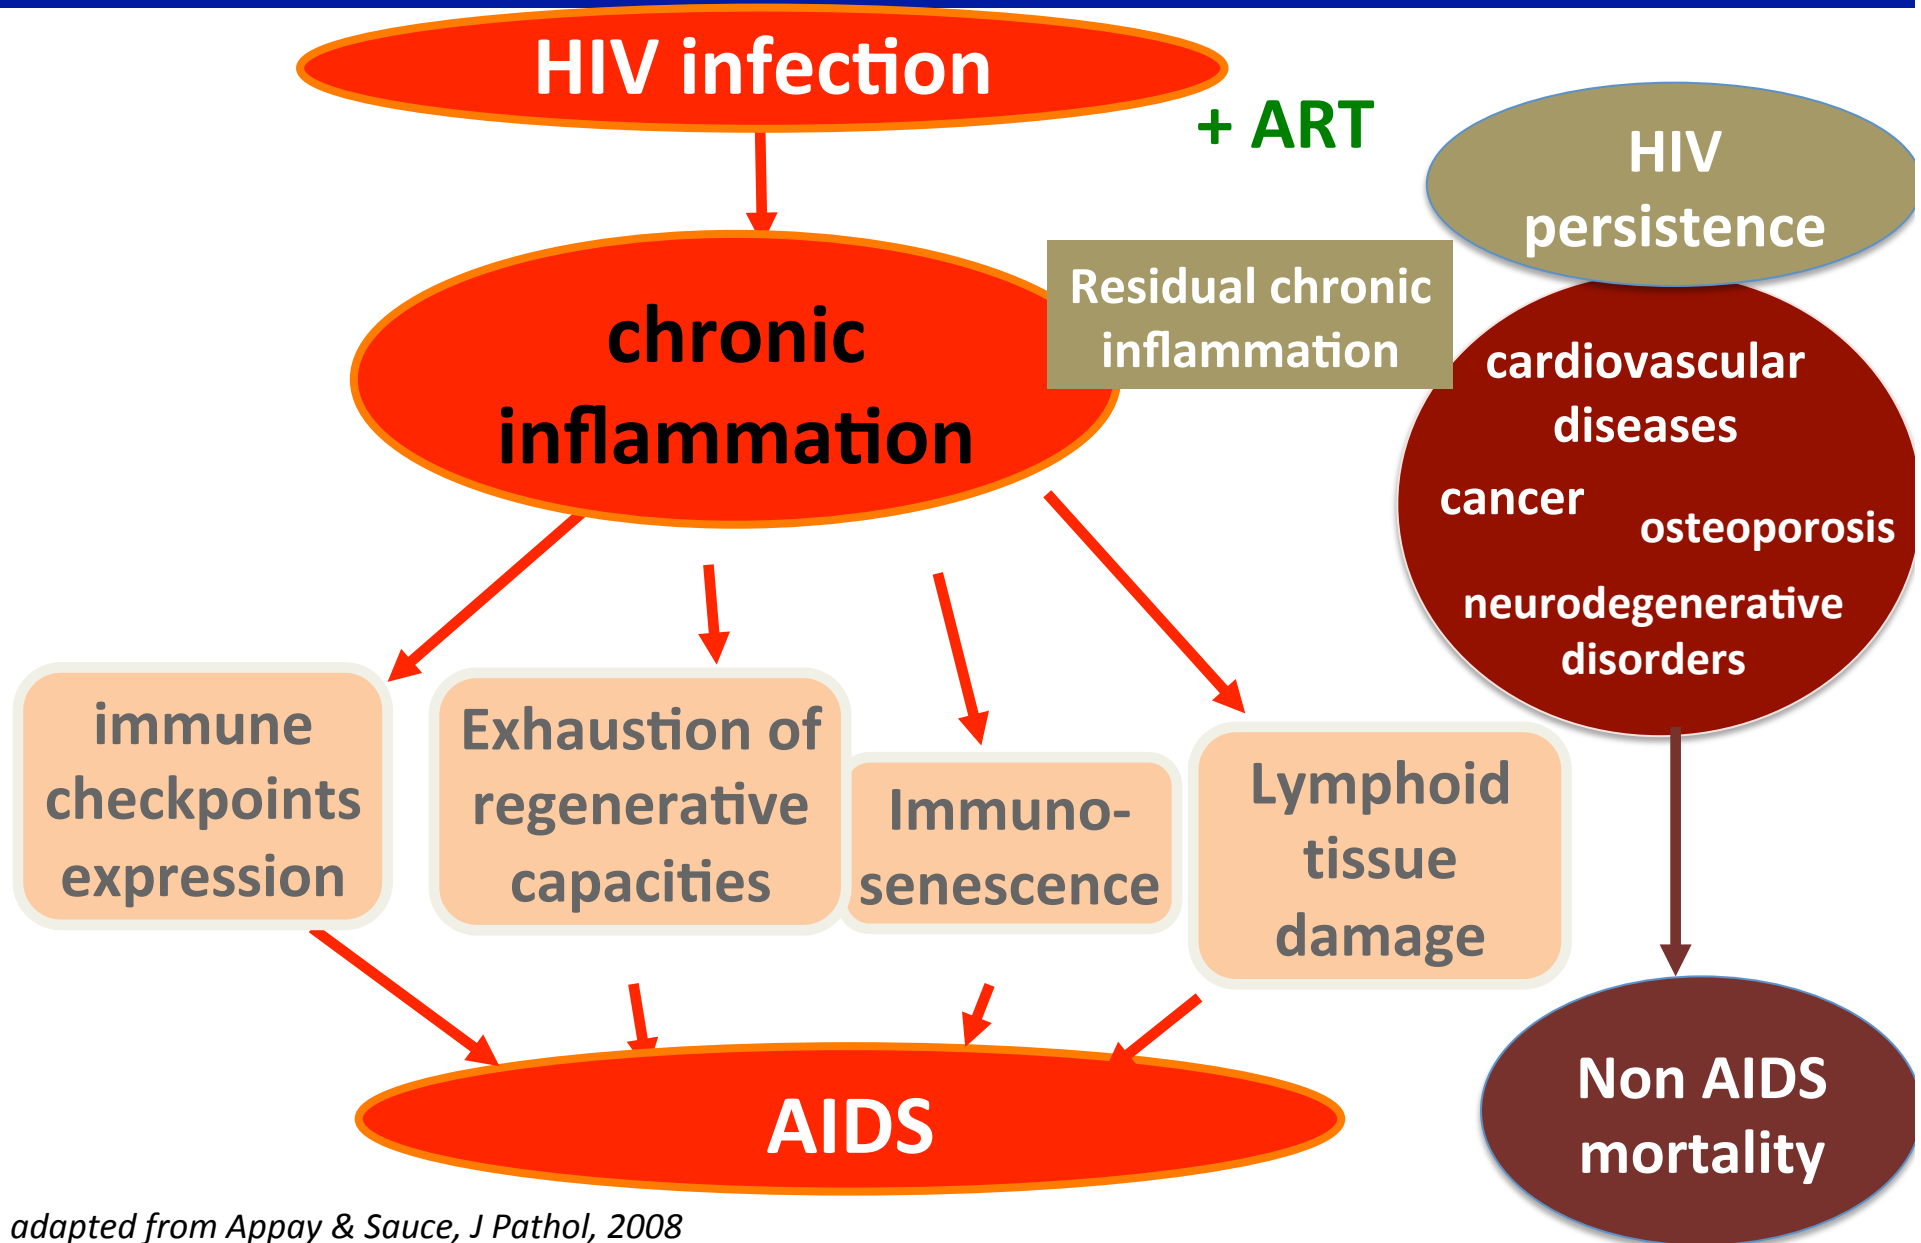 HIV infection
+ ART
HIV
persistence
Residual chronic
inflammation
chronic
inflammation
cardiovascular
diseases
cancer
osteoporosis
neurodegenerative
disorders
immune
checkpoints
expression
Exhaustion of
regenerative
capacities
Immuno-
senescence
Lymphoid
tissue
damage
AIDS
Non AIDS
mortality
adapted from Appay & Sauce, J Pathol, 2008